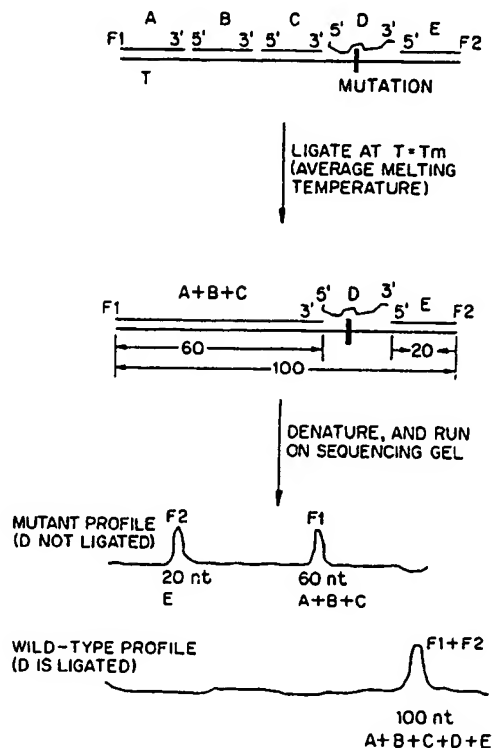 A B C D E
F1 3' 5' 3' 5' 3' 5' 3' 5' F2
T
MUTATION
LIGATE AT T=Tm
(AVERAGE MELTING
TEMPERATURE)
A+B+C 5' D 3' E
F1 3' 5' F2
60 20
100
DENATURE, AND RUN
ON SEQUENCING GEL
F2 F1
MUTANT PROFILE
(D NOT LIGATED)
20 nt 60 nt
E A+B+C
WILD-TYPE PROFILE
(D IS LIGATED)
F1+F2
100 nt
A+B+C+D+E